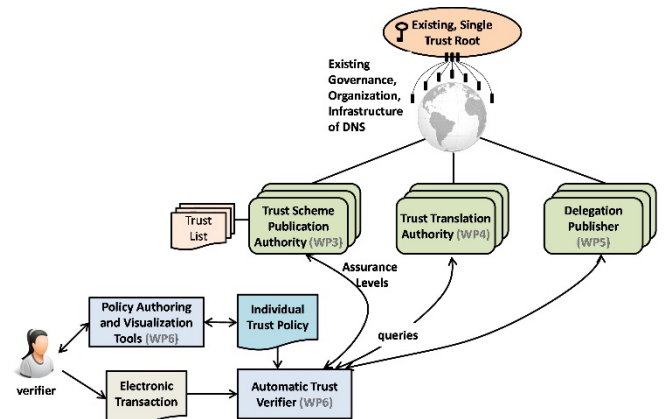 Existing, Single
Trust Root
Existing
Governance,
Organization,
Infrastructure
of DNS
Trust
List
Trust Scheme
Publication
Authority (WP3)
Trust Translation
Authority (WP4)
Delegation
Publisher
(WP5)
Assurance
Levels
queries
Policy Authoring
and Visualization
Tools (WP6)
Individual
Trust Policy
verifier
Electronic
Transaction
Automatic Trust
Verifier (WP6)